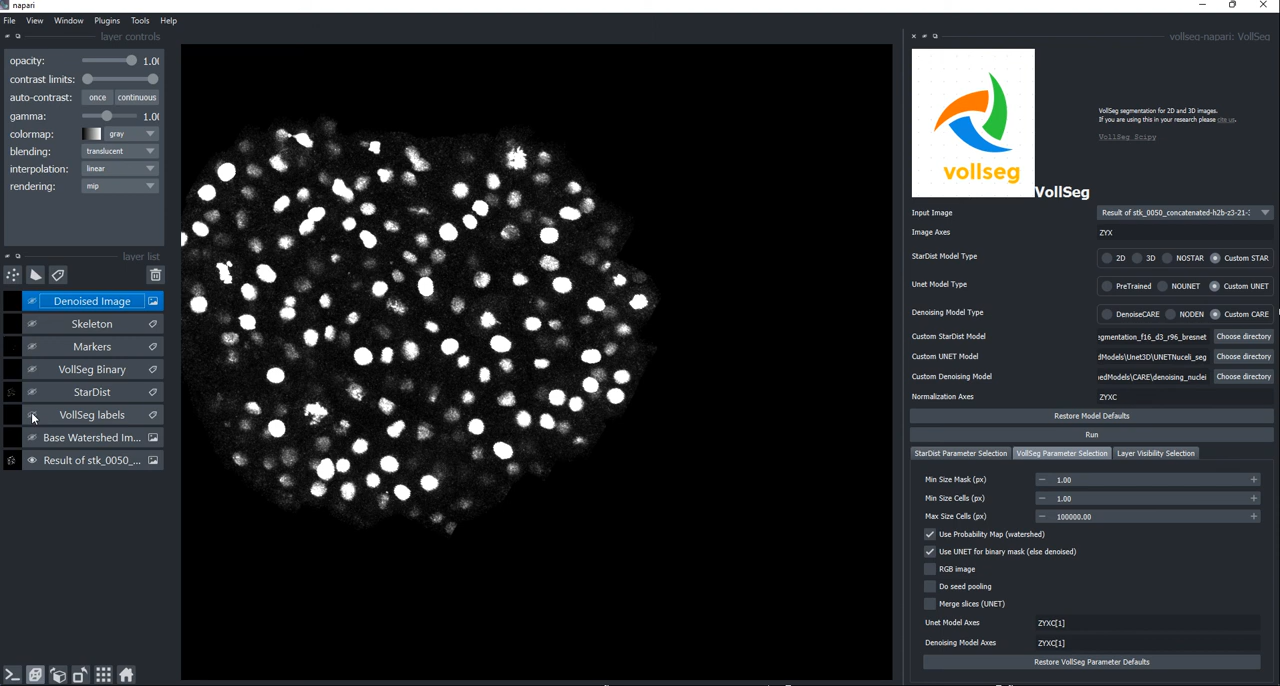 napari
File View Window Plugins Tools Help
layer controls
opacity: 1.00
contrast limits:
auto-contrast: once continuous
gamma: 1.00
colormap: gray
blending: translucent
interpolation: linear
rendering: mip
layer list
Denoised Image
Skeleton
Markers
VollSeg Binary
StarDist
VollSeg labels
Base Watershed Im...
Result of stk_0050_...
vollseg-napari: VollSeg
vollseg
VollSeg
VollSeg segmentation for 2D and 3D images.
If you are using this in your research please cite us.
VollSeg Scipy
Input Image Result of stk_0050_concatenated-h2b-z3-21-:
Image Axes ZYX
StarDist Model Type 2D 3D NOSTAR Custom STAR
Unet Model Type PreTrained NOUNET Custom UNET
Denoising Model Type DenoiseCARE NODEN Custom CARE
Custom StarDist Model egmentation_f16_d3_r96_bresnet Choose directory
Custom UNET Model dModels\Unet3D\UNETNuceli_seg Choose directory
Custom Denoising Model edModels\CARE\denoising_nuclei Choose directory
Normalization Axes ZYXC
Restore Model Defaults
Run
StarDist Parameter Selection VollSeg Parameter Selection Layer Visibility Selection
Min Size Mask (px) − 1.00 +
Min Size Cells (px) − 1.00 +
Max Size Cells (px) − 100000.00 +
Use Probability Map (watershed)
Use UNET for binary mask (else denoised)
RGB image
Do seed pooling
Merge slices (UNET)
Unet Model Axes ZYXC[1]
Denoising Model Axes ZYXC[1]
Restore VollSeg Parameter Defaults